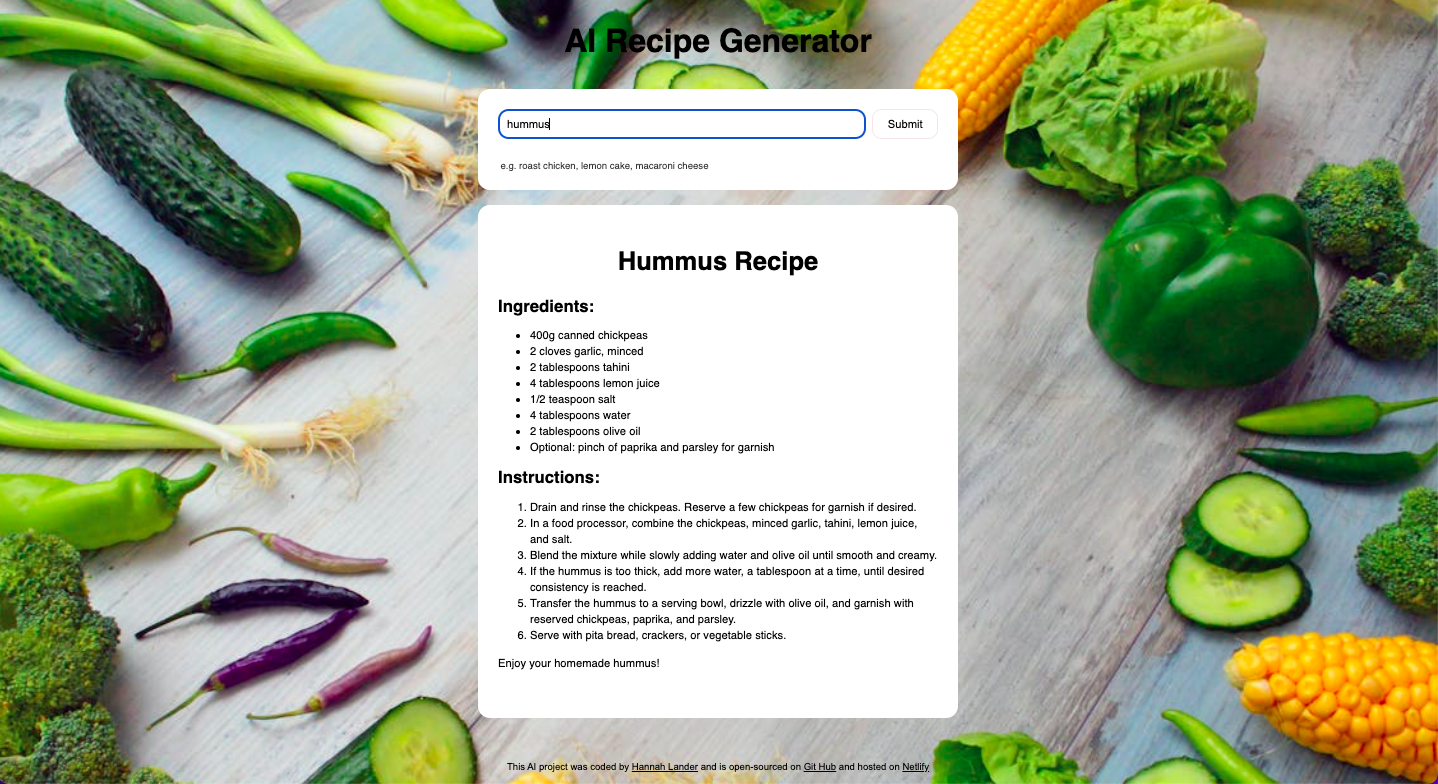 AI Recipe Generator
hummus
Submit
e.g. roast chicken, lemon cake, macaroni cheese
Hummus Recipe
Ingredients:
• 400g canned chickpeas
• 2 cloves garlic, minced
• 2 tablespoons tahini
• 4 tablespoons lemon juice
• 1/2 teaspoon salt
• 4 tablespoons water
• 2 tablespoons olive oil
• Optional: pinch of paprika and parsley for garnish
Instructions:
1. Drain and rinse the chickpeas. Reserve a few chickpeas for garnish if desired.
2. In a food processor, combine the chickpeas, minced garlic, tahini, lemon juice,
and salt.
3. Blend the mixture while slowly adding water and olive oil until smooth and creamy.
4. If the hummus is too thick, add more water, a tablespoon at a time, until desired
consistency is reached.
5. Transfer the hummus to a serving bowl, drizzle with olive oil, and garnish with
reserved chickpeas, paprika, and parsley.
6. Serve with pita bread, crackers, or vegetable sticks.
Enjoy your homemade hummus!
This AI project was coded by Hannah Lander and is open-sourced on Git Hub and hosted on Netlify